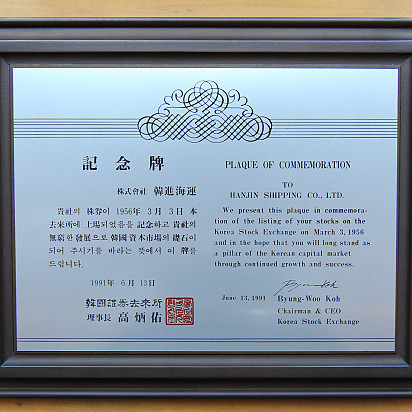 記念牌
株式會社 韓進海運
貴社의 株券이 1956年 3月 3日 本
去來所에 上場되었음을 記念하고 貴社의
無窮한 發展으로 韓國 資本市場의 礎石이
되어 주시기를 바라는 뜻에서 이 牌를
드립니다.
1991年 6月 13日
韓國證券去來所
理事長 高炳佑
PLAQUE OF COMMEMORATION
TO
HANJIN SHIPPING CO., LTD.
We present this plaque in commemora-
tion of the listing of your stocks on the
Korea Stock Exchange on March 3, 1956
and in the hope that you will long stand as
a pillar of the Korean capital market
through continued growth and success.
June 13, 1991 Byung-Woo Koh
Chairman & CEO
Korea Stock Exchange